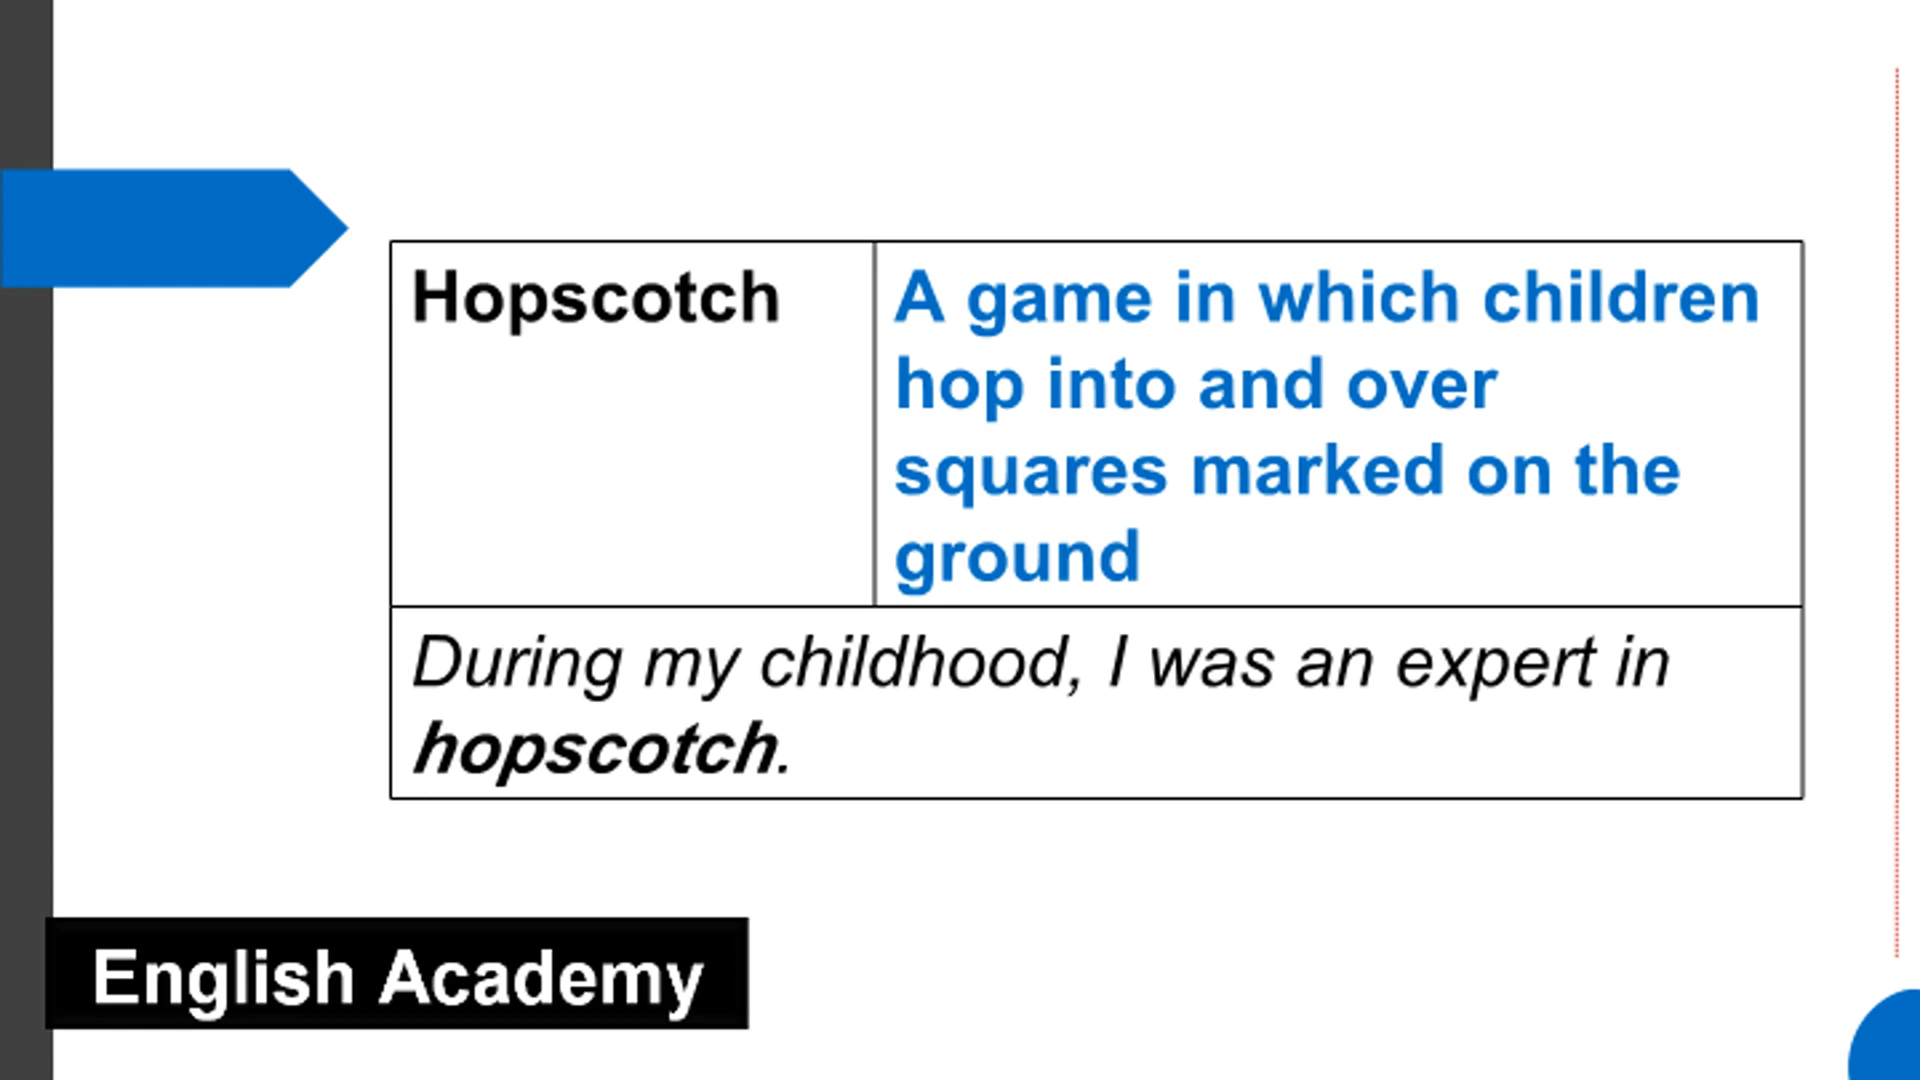 Hopscotch
A game in which children
hop into and over
squares marked on the
ground
During my childhood, I was an expert in
hopscotch.
English Academy